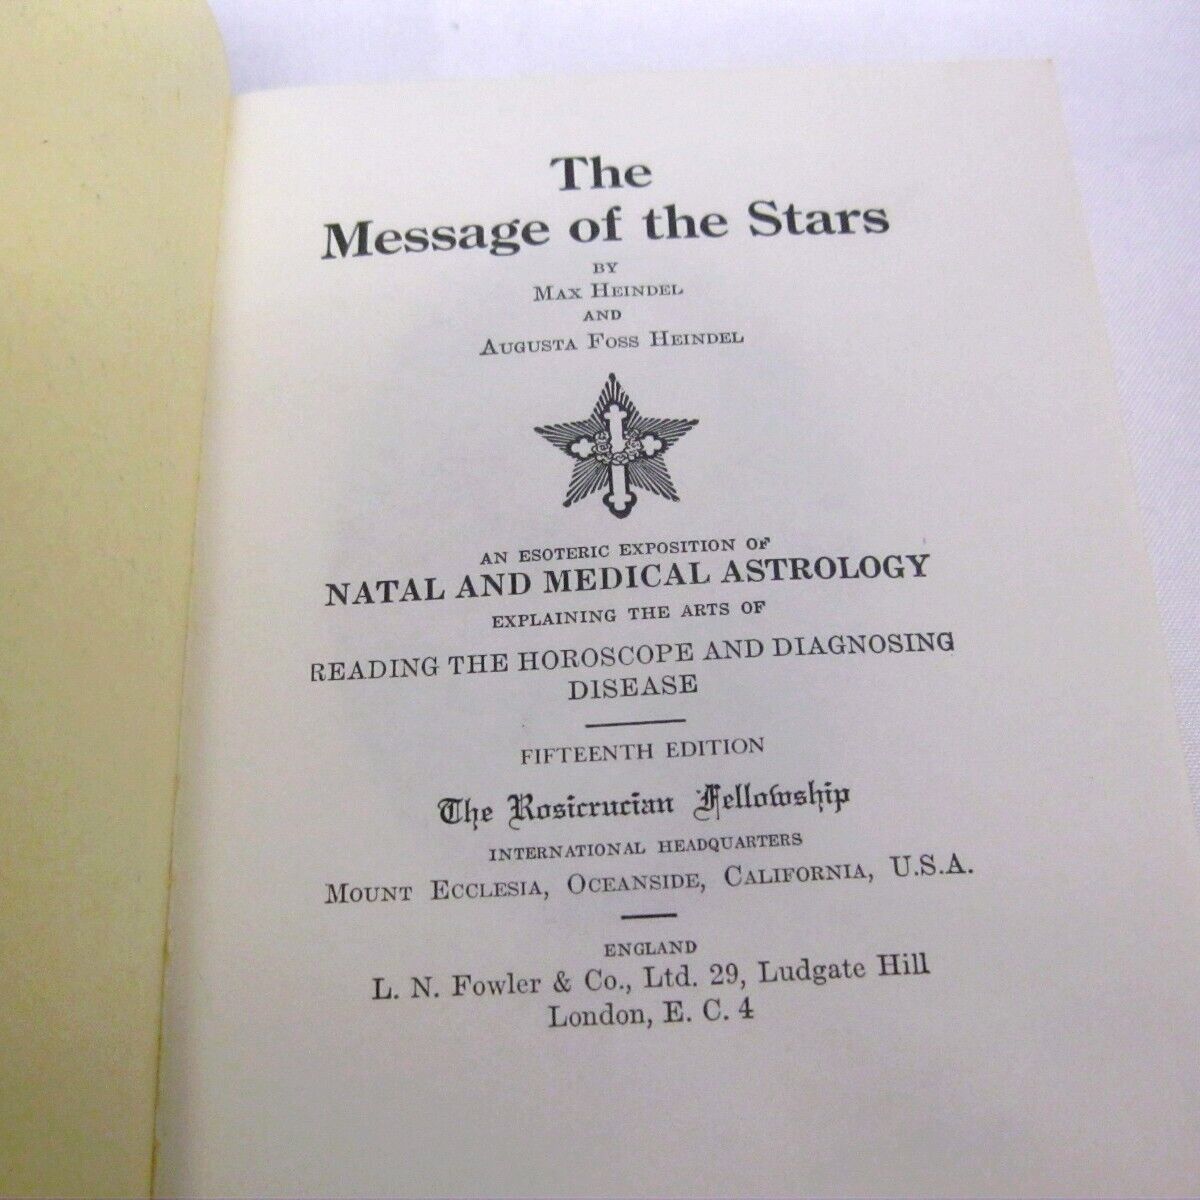 The
Message of the Stars
BY
MAX HEINDEL
AND
AUGUSTA FOSS HEINDEL
AN ESOTERIC EXPOSITION OF
NATAL AND MEDICAL ASTROLOGY
EXPLAINING THE ARTS OF
READING THE HOROSCOPE AND DIAGNOSING
DISEASE
FIFTEENTH EDITION
The Rosicrucian Fellowship
INTERNATIONAL HEADQUARTERS
MOUNT ECCLESIA, OCEANSIDE, CALIFORNIA, U.S.A.
ENGLAND
L. N. Fowler & Co., Ltd. 29, Ludgate Hill
London, E. C. 4